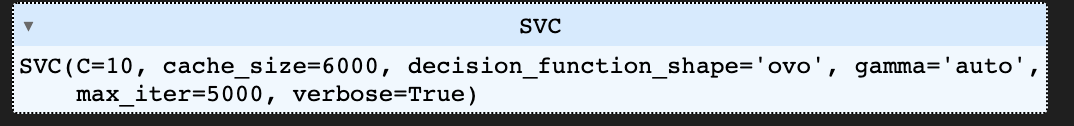 SVC
SVC(C=10, cache_size=6000, decision_function_shape='ovo', gamma='auto',
max_iter=5000, verbose=True)